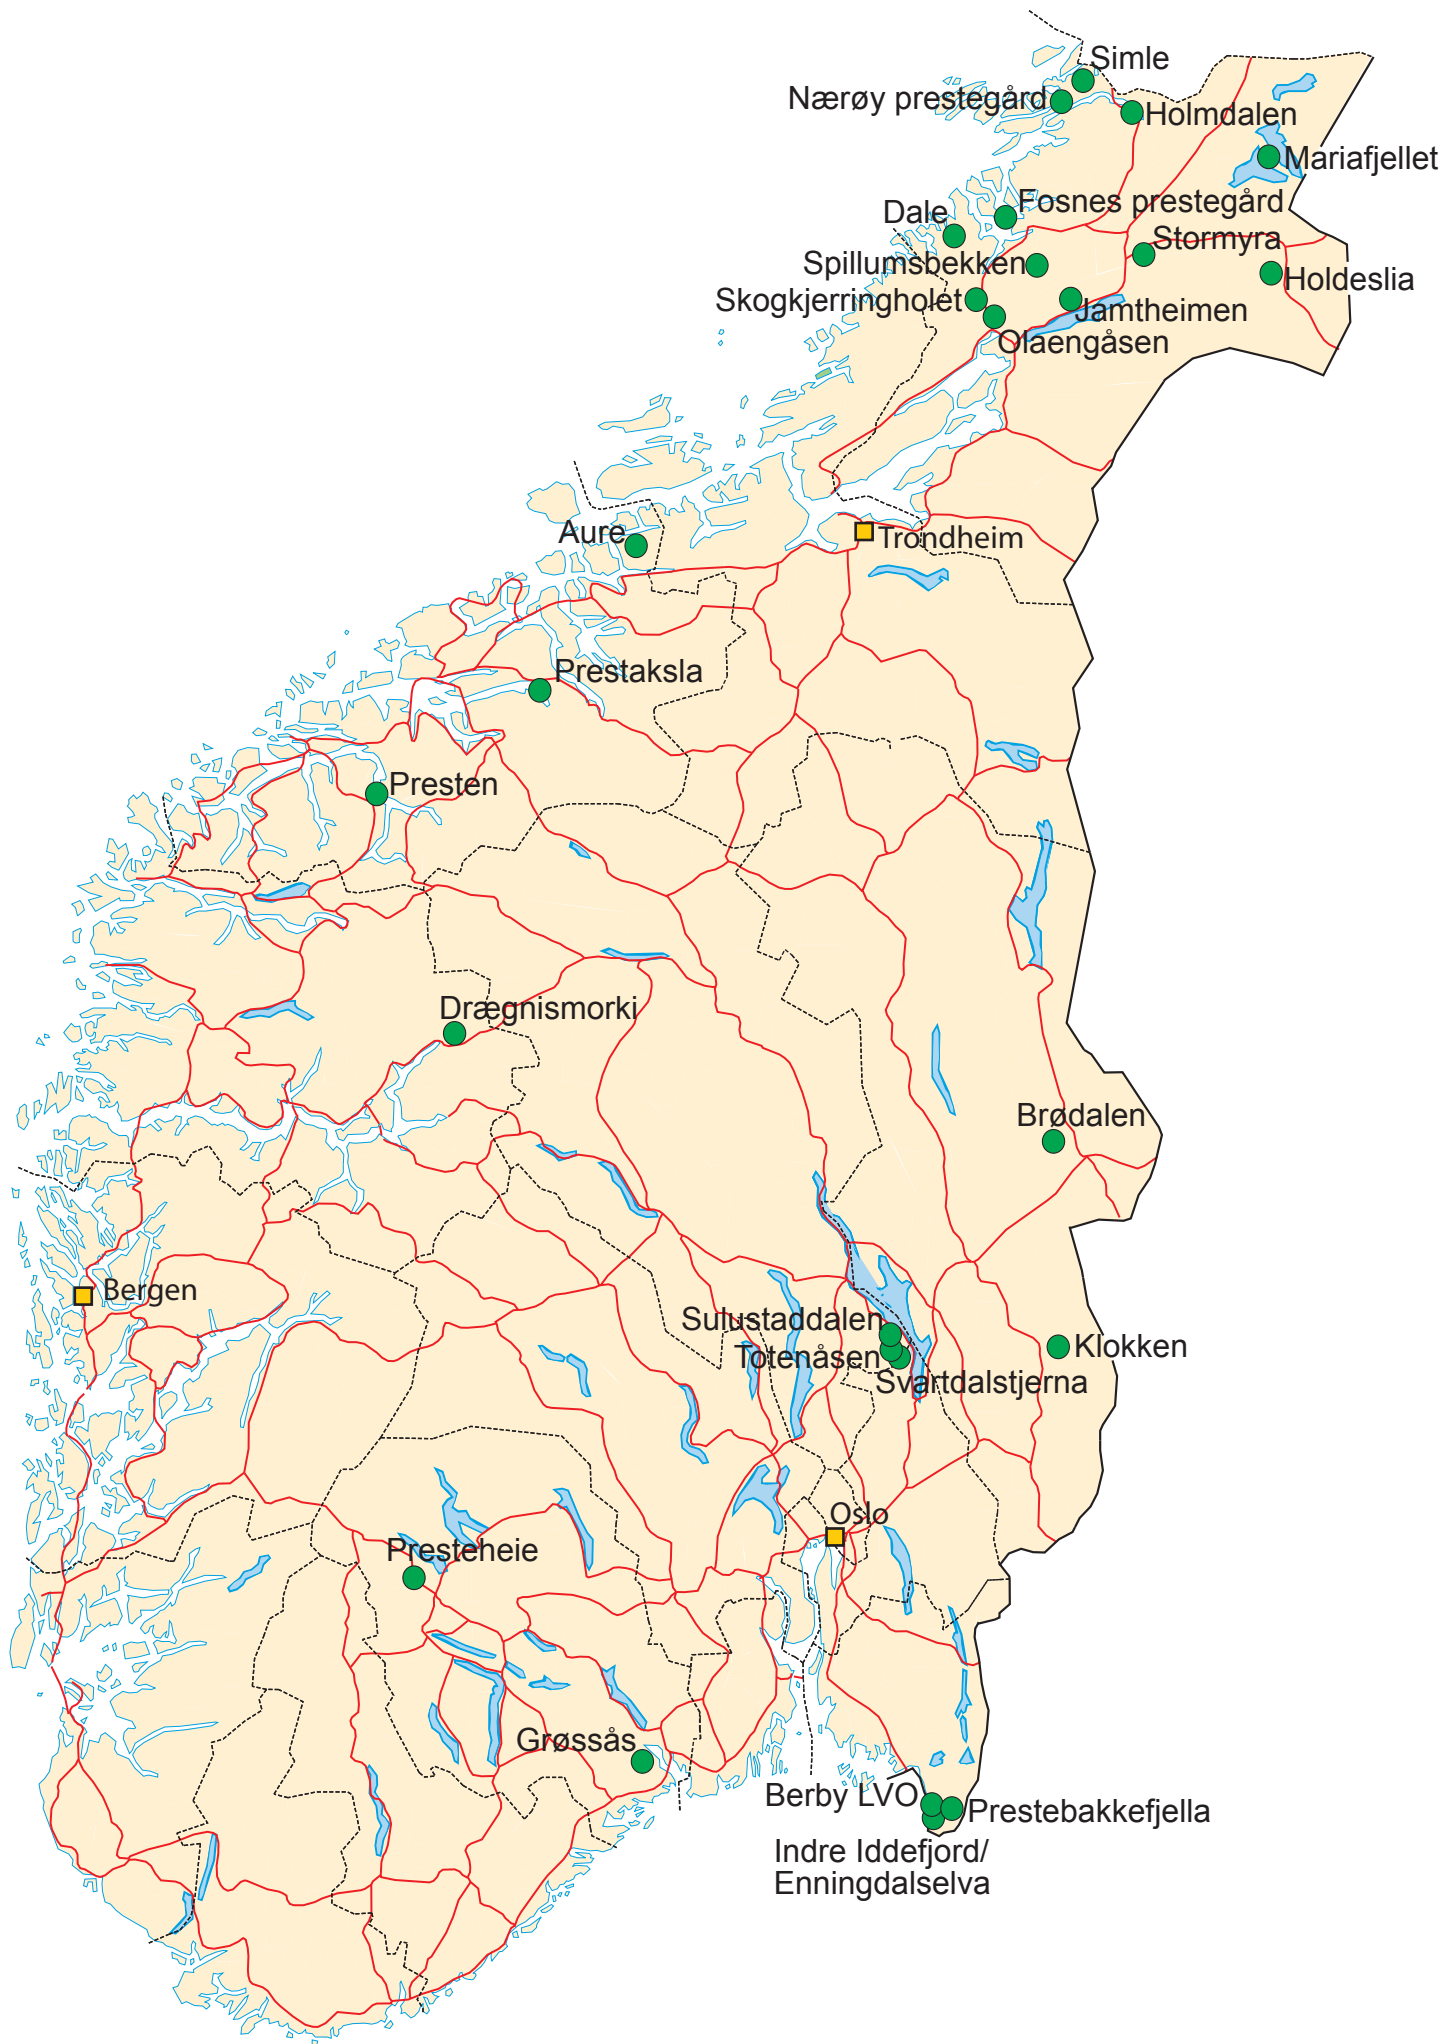 Simle
Nærøy prestegård
Holmdalen
Mariafjellet
Fosnes prestegård
Dale
Stormyra
Spillumsbekken
Holdeslia
Skogkjerringholet
Jamtheimen
Olaengåsen
Aure
Trondheim
Prestaksla
Presten
Drægnismorki
Brødalen
Bergen
Sulustaddalen
Klokken
Totenåsen
Svartdalstjerna
Oslo
Presteheie
Grøssås
Berby LVO
Prestebakkefjella
Indre Iddefjord/
Enningdalselva